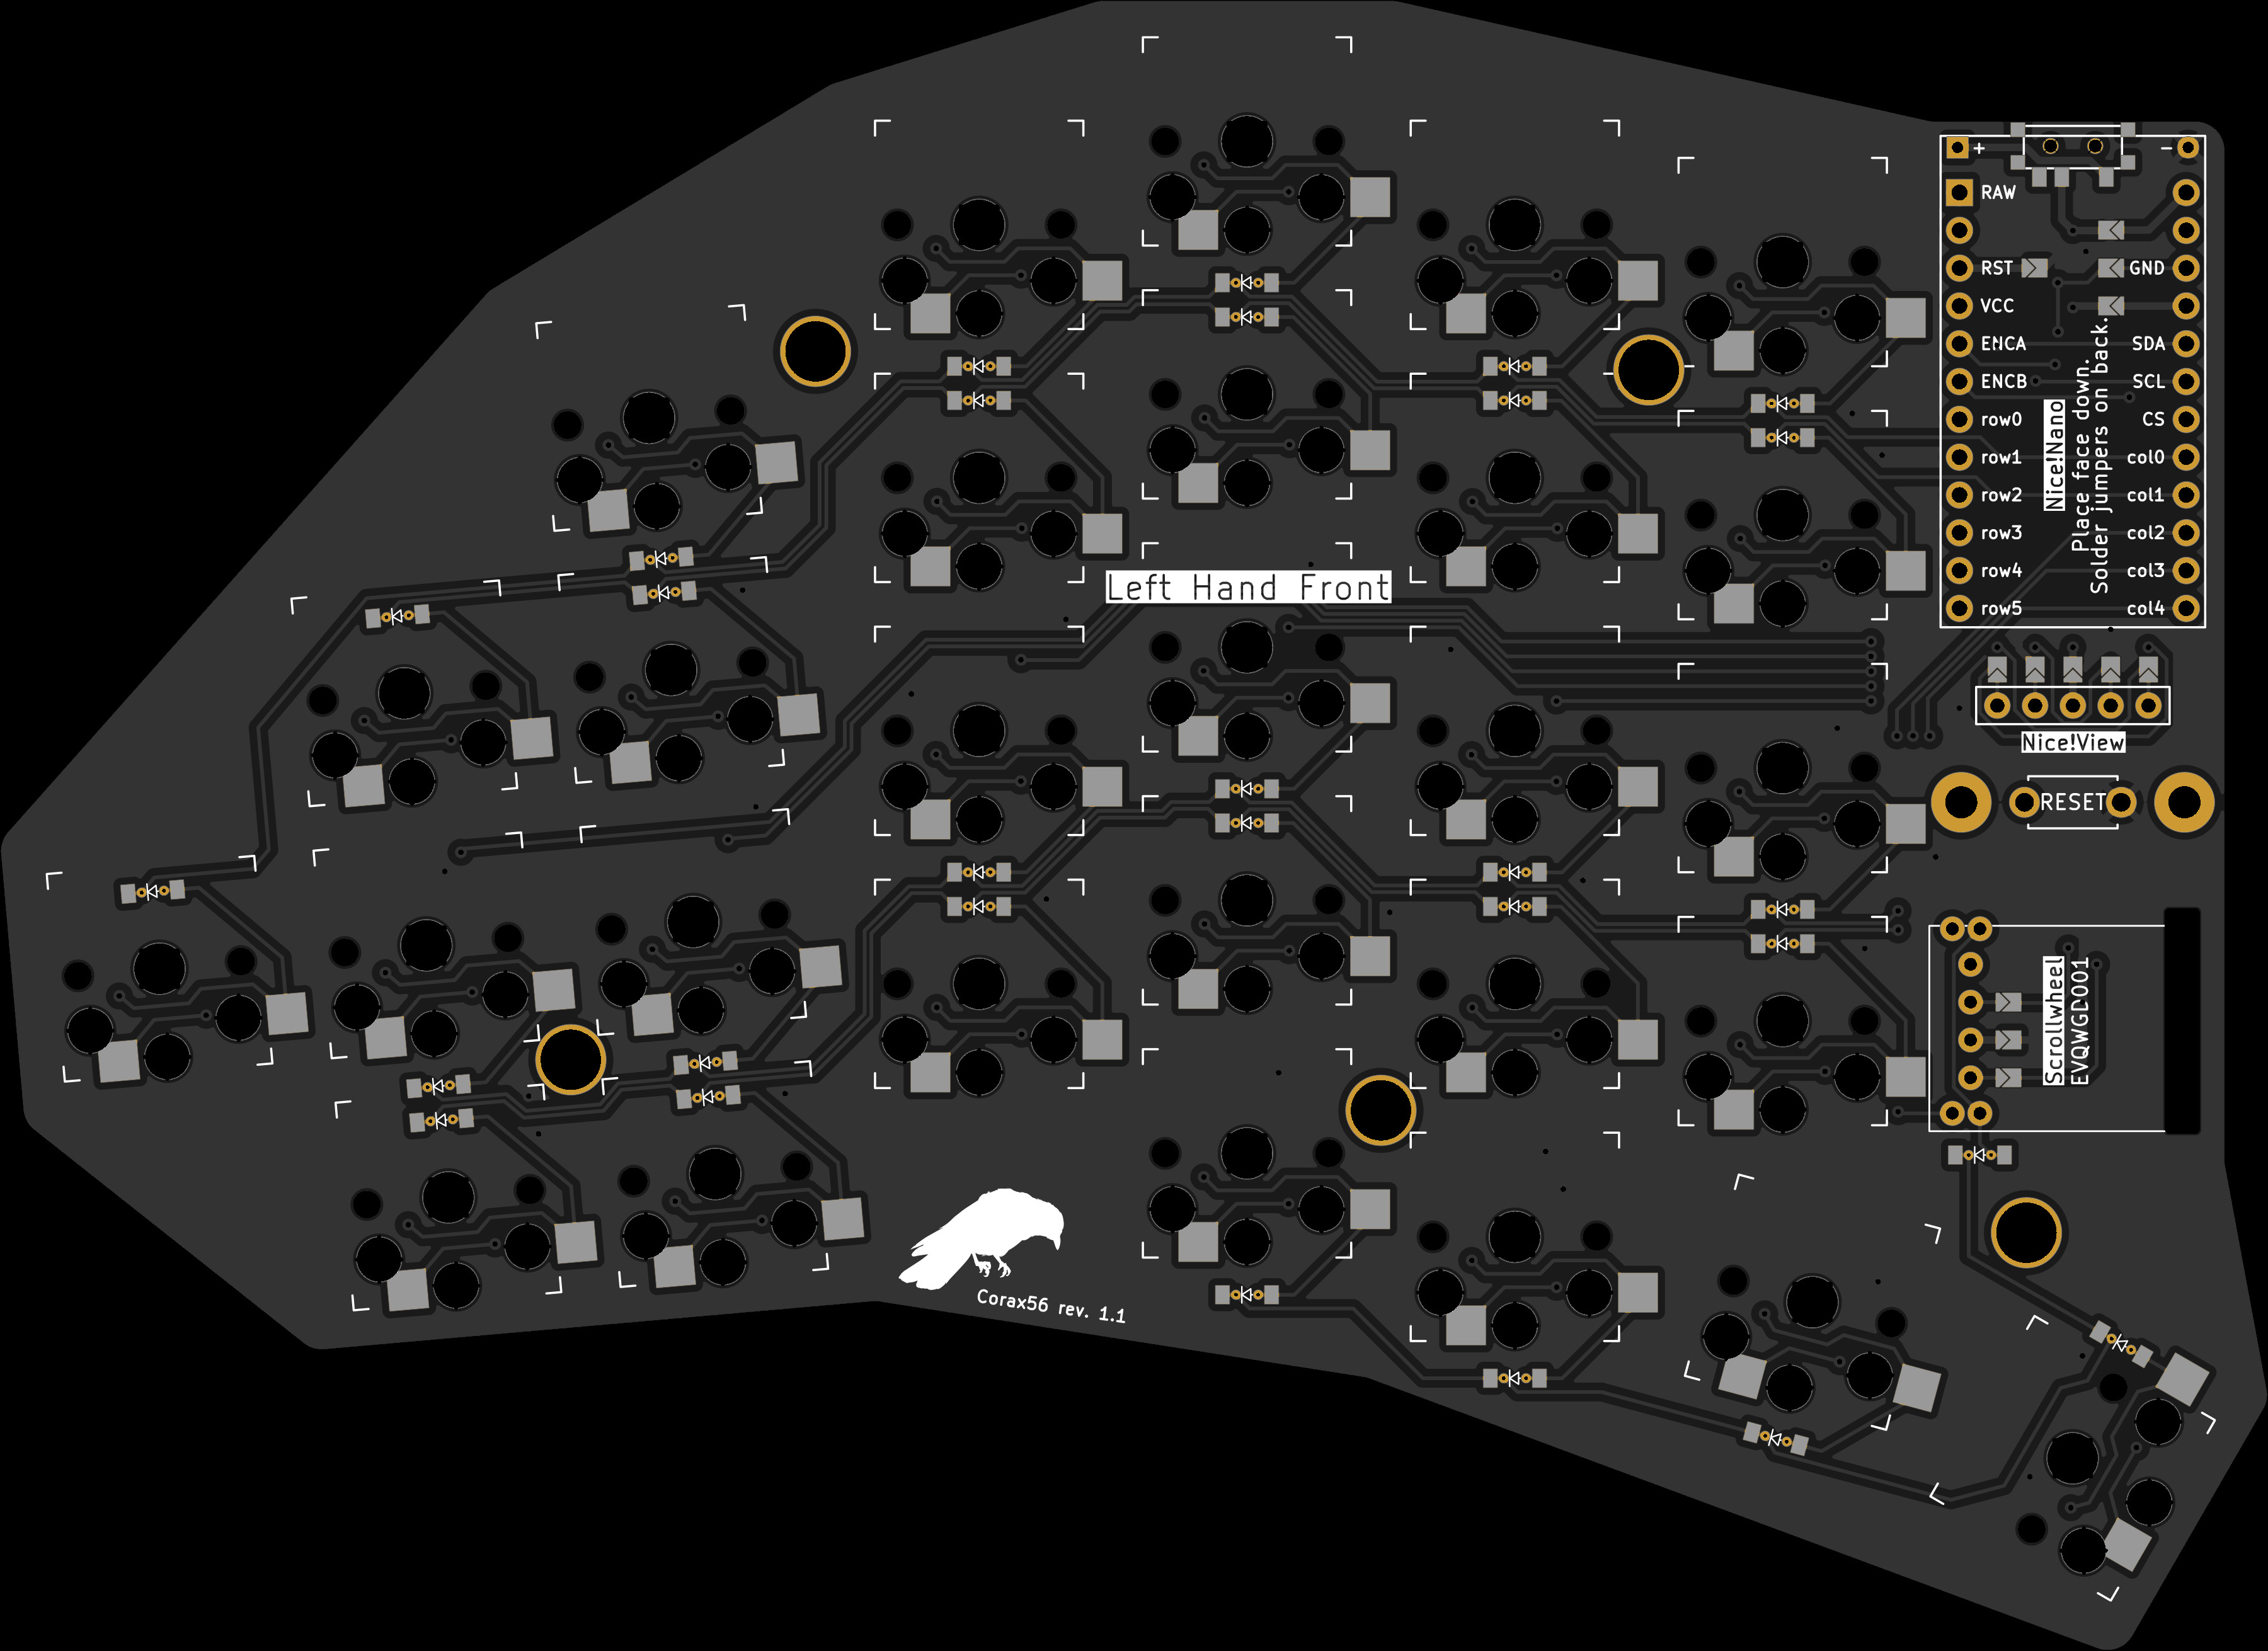 + -
RAW
RST GND
VCC
ENCA SDA
ENCB SCL
row0 CS
row1 col0
row2 col1
row3 col2
row4 col3
row5 col4
Nice!Nano
Place face down.
Solder jumpers on back.
Left Hand Front
Nice!View
RESET
Scrollwheel
EVQWGD001
Corax56 rev. 1.1